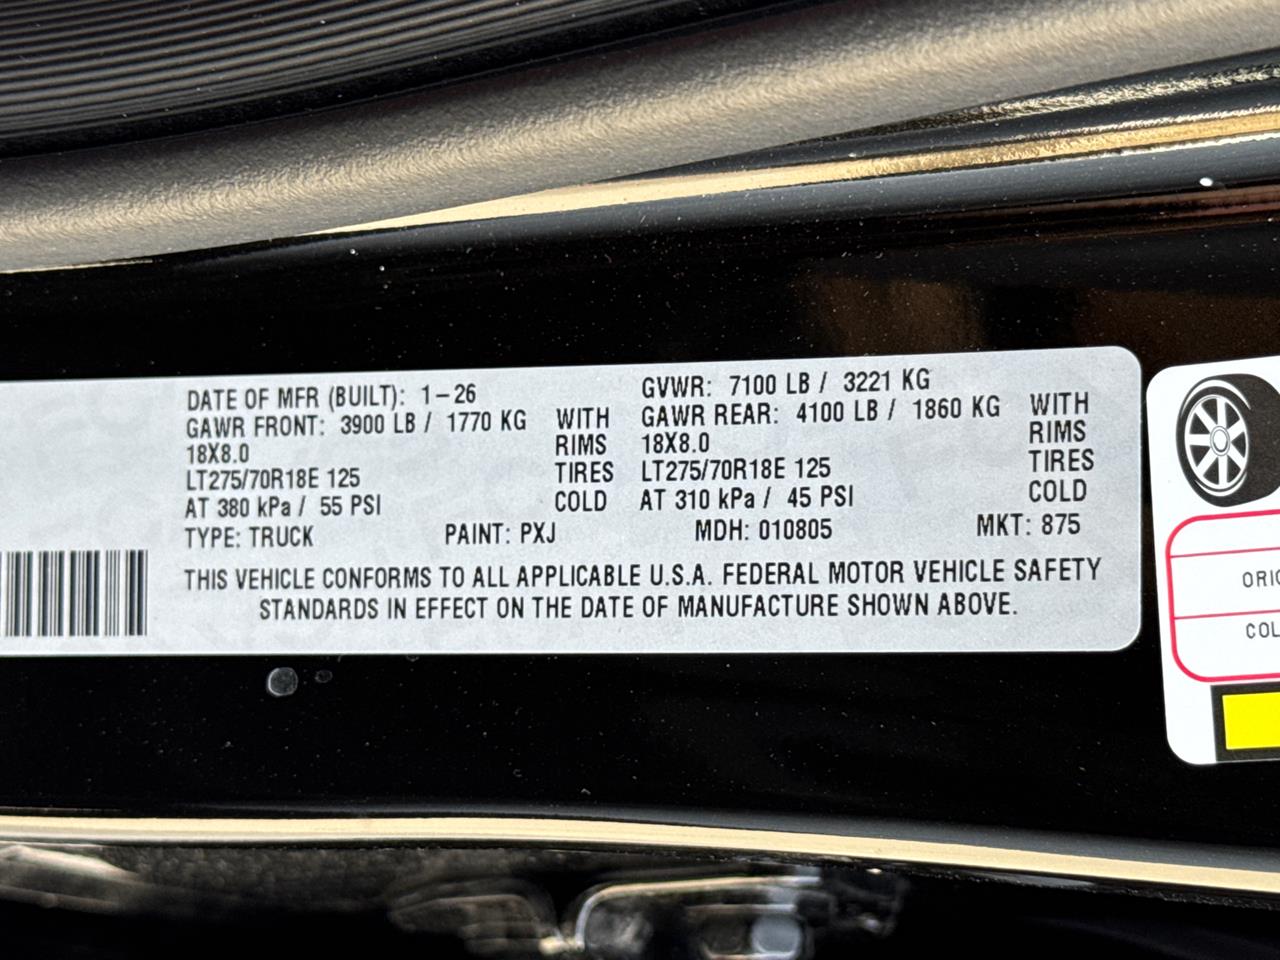 DATE OF MFR (BUILT): 1-26 GVWR: 7100 LB / 3221 KG
GAWR FRONT: 3900 LB / 1770 KG WITH GAWR REAR: 4100 LB / 1860 KG WITH
18X8.0 RIMS 18X8.0 RIMS
LT275/70R18E 125 TIRES LT275/70R18E 125 TIRES
AT 380 kPa / 55 PSI COLD AT 310 kPa / 45 PSI COLD
TYPE: TRUCK PAINT: PXJ MDH: 010805 MKT: 875
THIS VEHICLE CONFORMS TO ALL APPLICABLE U.S.A. FEDERAL MOTOR VEHICLE SAFETY
STANDARDS IN EFFECT ON THE DATE OF MANUFACTURE SHOWN ABOVE.
ORIG
COL